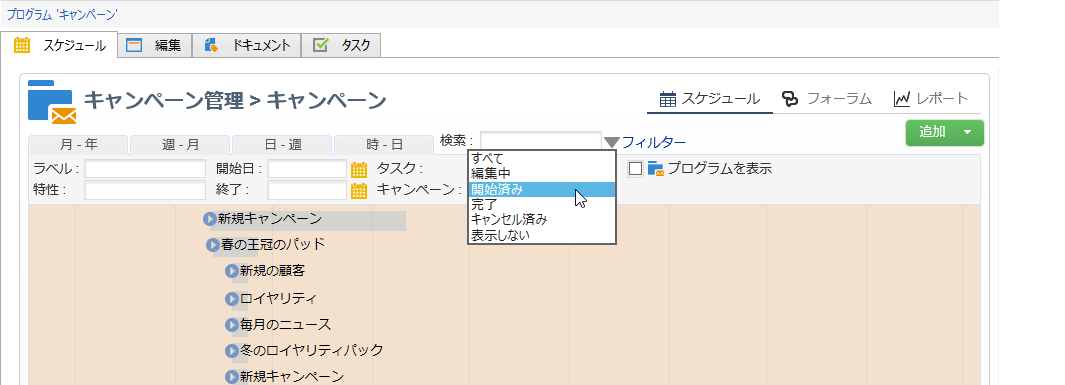 プログラム 'キャンペーン'
スケジュール 編集 ドキュメント タスク
キャンペーン管理 > キャンペーン
スケジュール フォーラム レポート
追加
月 - 年 週 - 月 日 - 週 時 - 日 検索 : フィルター
ラベル : 開始日 : タスク : プログラムを表示
特性 : 終了 : キャンペーン :
すべて
編集中
開始済み
完了
キャンセル済み
表示しない
新規キャンペーン
春の王冠のパッド
新規の顧客
ロイヤリティ
毎月のニュース
冬のロイヤリティパック
新規キャンペーン